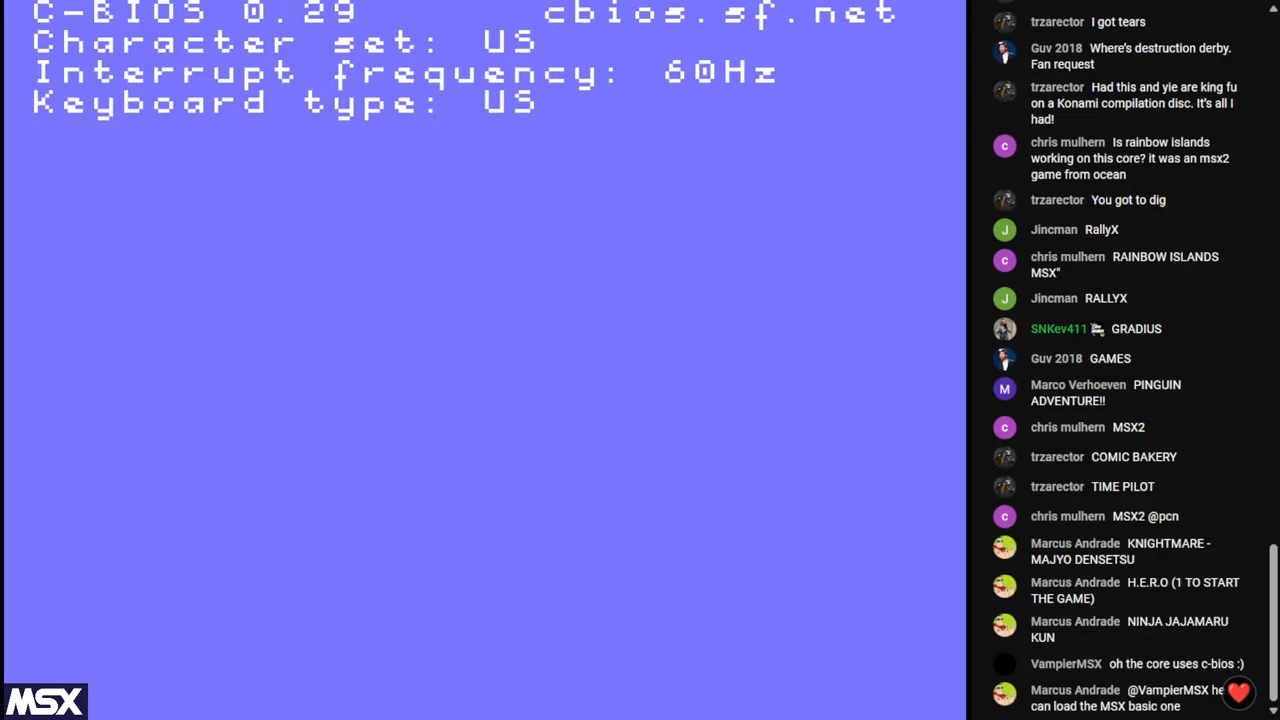 C-BIOS 0.29 cbios.sf.net
Character set: US
Interrupt frequency: 60Hz
Keyboard type: US
MSX
trzarector I got tears
Guv 2018 Where's destruction derby.
Fan request
trzarector Had this and yie are king fu
on a Konami compilation disc. It's all I
had!
chris mulhern Is rainbow islands
working on this core? it was an msx2
game from ocean
trzarector You got to dig
J Jincman RallyX
c chris mulhern RAINBOW ISLANDS
MSX"
J Jincman RALLYX
SNKev411 GRADIUS
Guv 2018 GAMES
M Marco Verhoeven PINGUIN
ADVENTURE!!
c chris mulhern MSX2
trzarector COMIC BAKERY
trzarector TIME PILOT
c chris mulhern MSX2 @pcn
Marcus Andrade KNIGHTMARE -
MAJYO DENSETSU
Marcus Andrade H.E.R.O (1 TO START
THE GAME)
Marcus Andrade NINJA JAJAMARU
KUN
VampierMSX oh the core uses c-bios :)
Marcus Andrade @VampierMSX he
can load the MSX basic one